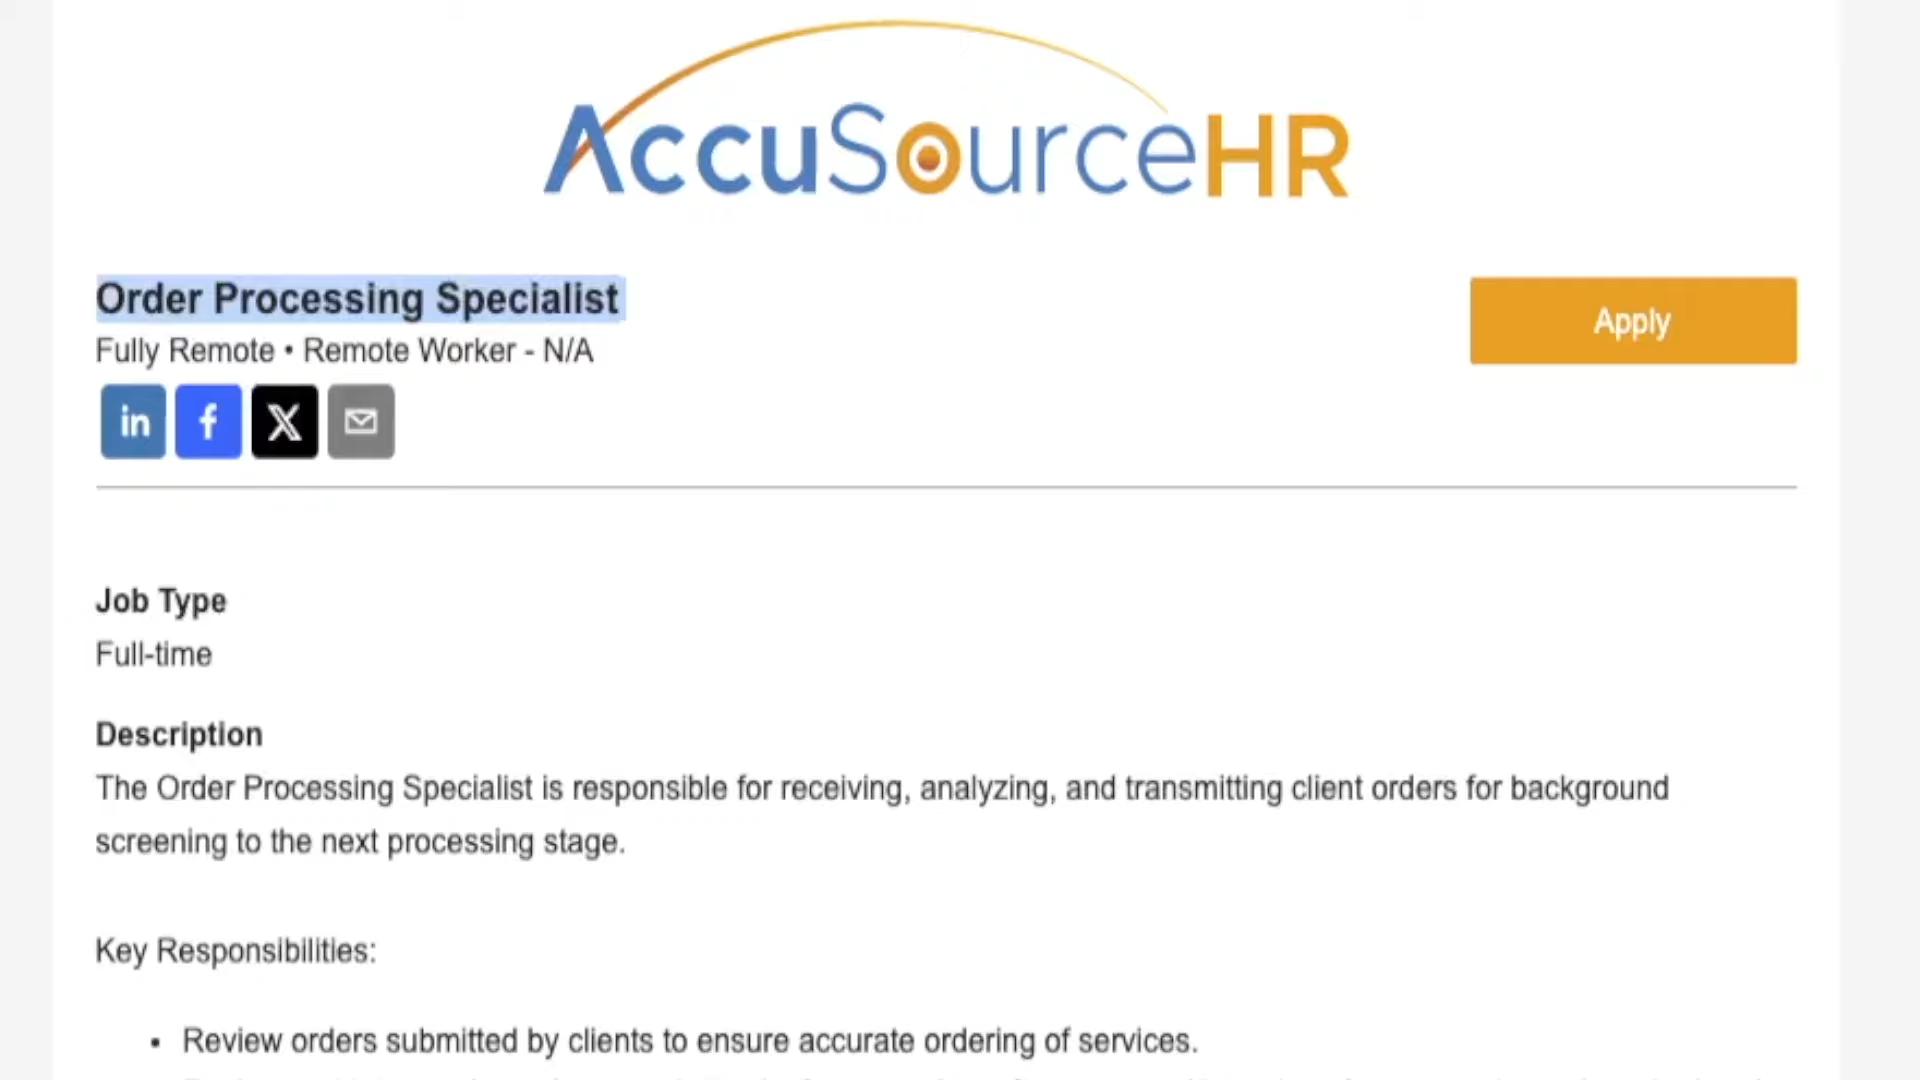 AccuSourceHR
Order Processing Specialist
Fully Remote • Remote Worker - N/A
Apply
in f X
Job Type
Full-time
Description
The Order Processing Specialist is responsible for receiving, analyzing, and transmitting client orders for background
screening to the next processing stage.
Key Responsibilities:
• Review orders submitted by clients to ensure accurate ordering of services.